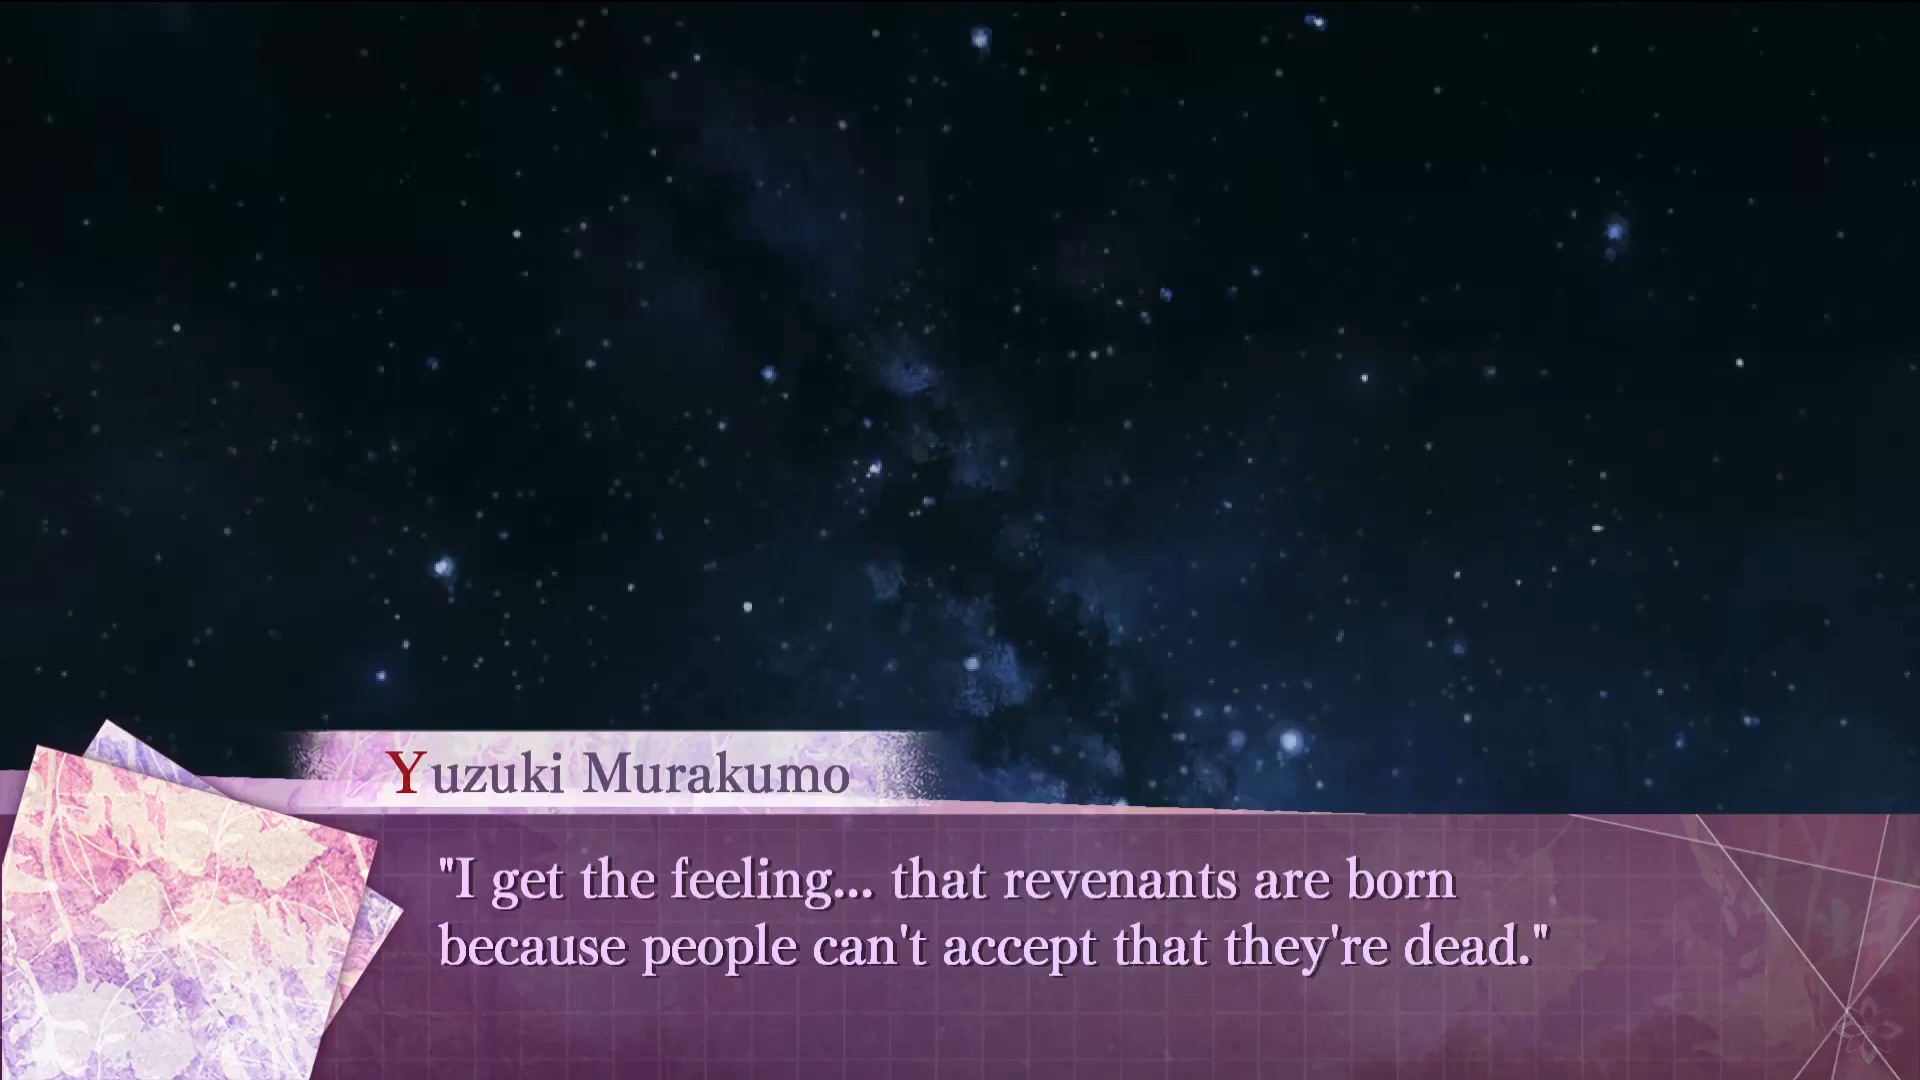 Yuzuki Murakumo
"I get the feeling... that revenants are born
because people can't accept that they're dead."